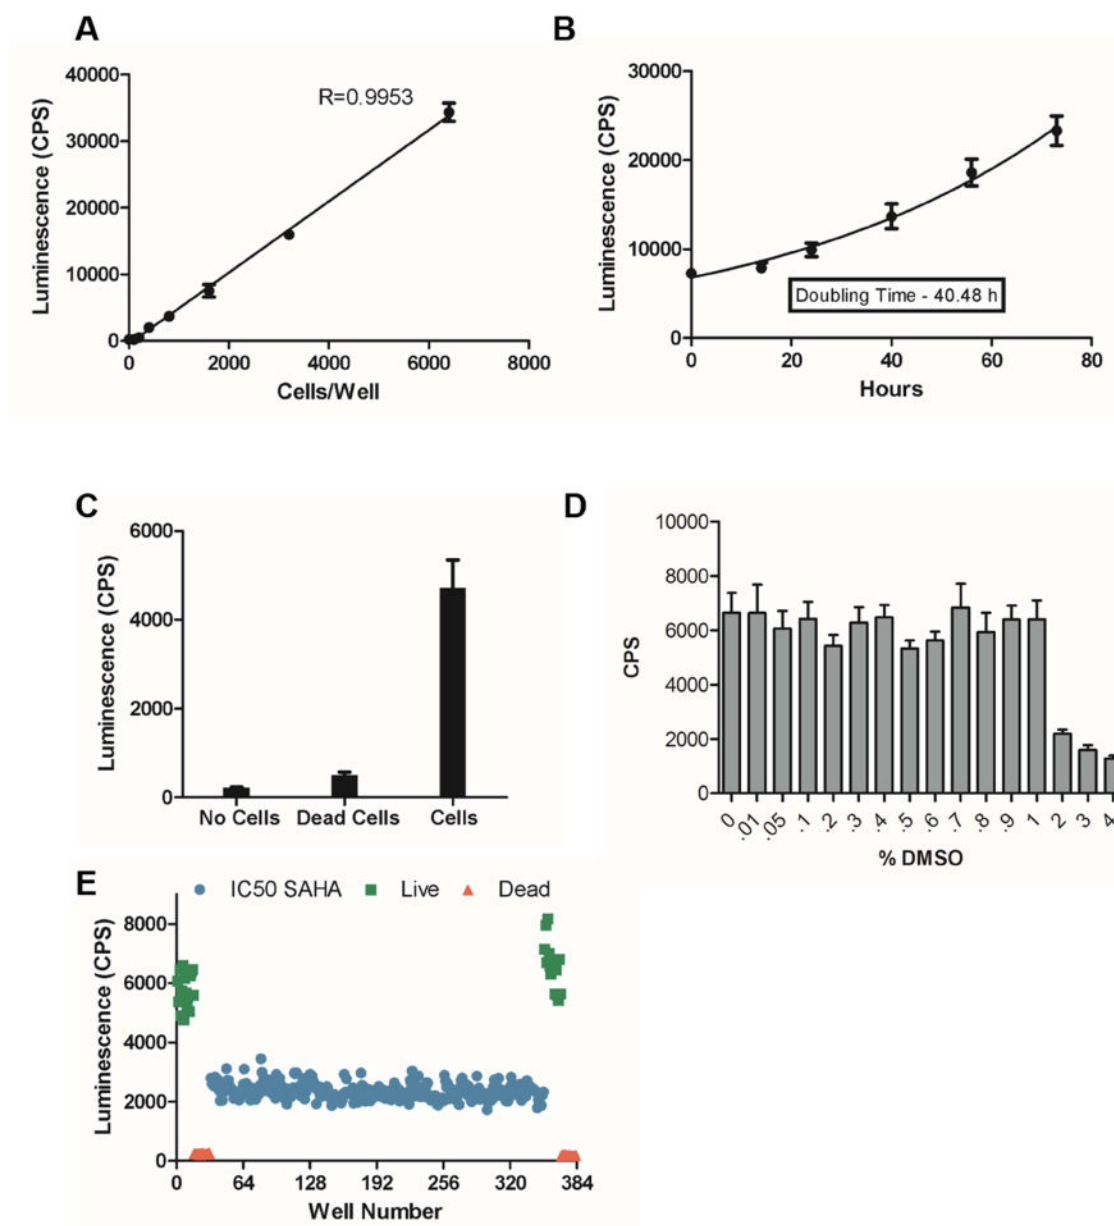 A
40000
30000
20000
10000
0
Luminescence (CPS)
R=0.9953
0 2000 4000 6000 8000
Cells/Well
B
30000
20000
10000
0
Luminescence (CPS)
Doubling Time - 40.48 h
0 20 40 60 80
Hours
C
6000
4000
2000
0
Luminescence (CPS)
No Cells Dead Cells Cells
D
10000
8000
6000
4000
2000
0
CPS
0 .01 .05 .1 .2 .3 .4 .5 .6 .7 .8 .9 1 2 3 4
% DMSO
E
IC50 SAHA Live Dead
8000
6000
4000
2000
0
Luminescence (CPS)
0 64 128 192 256 320 384
Well Number